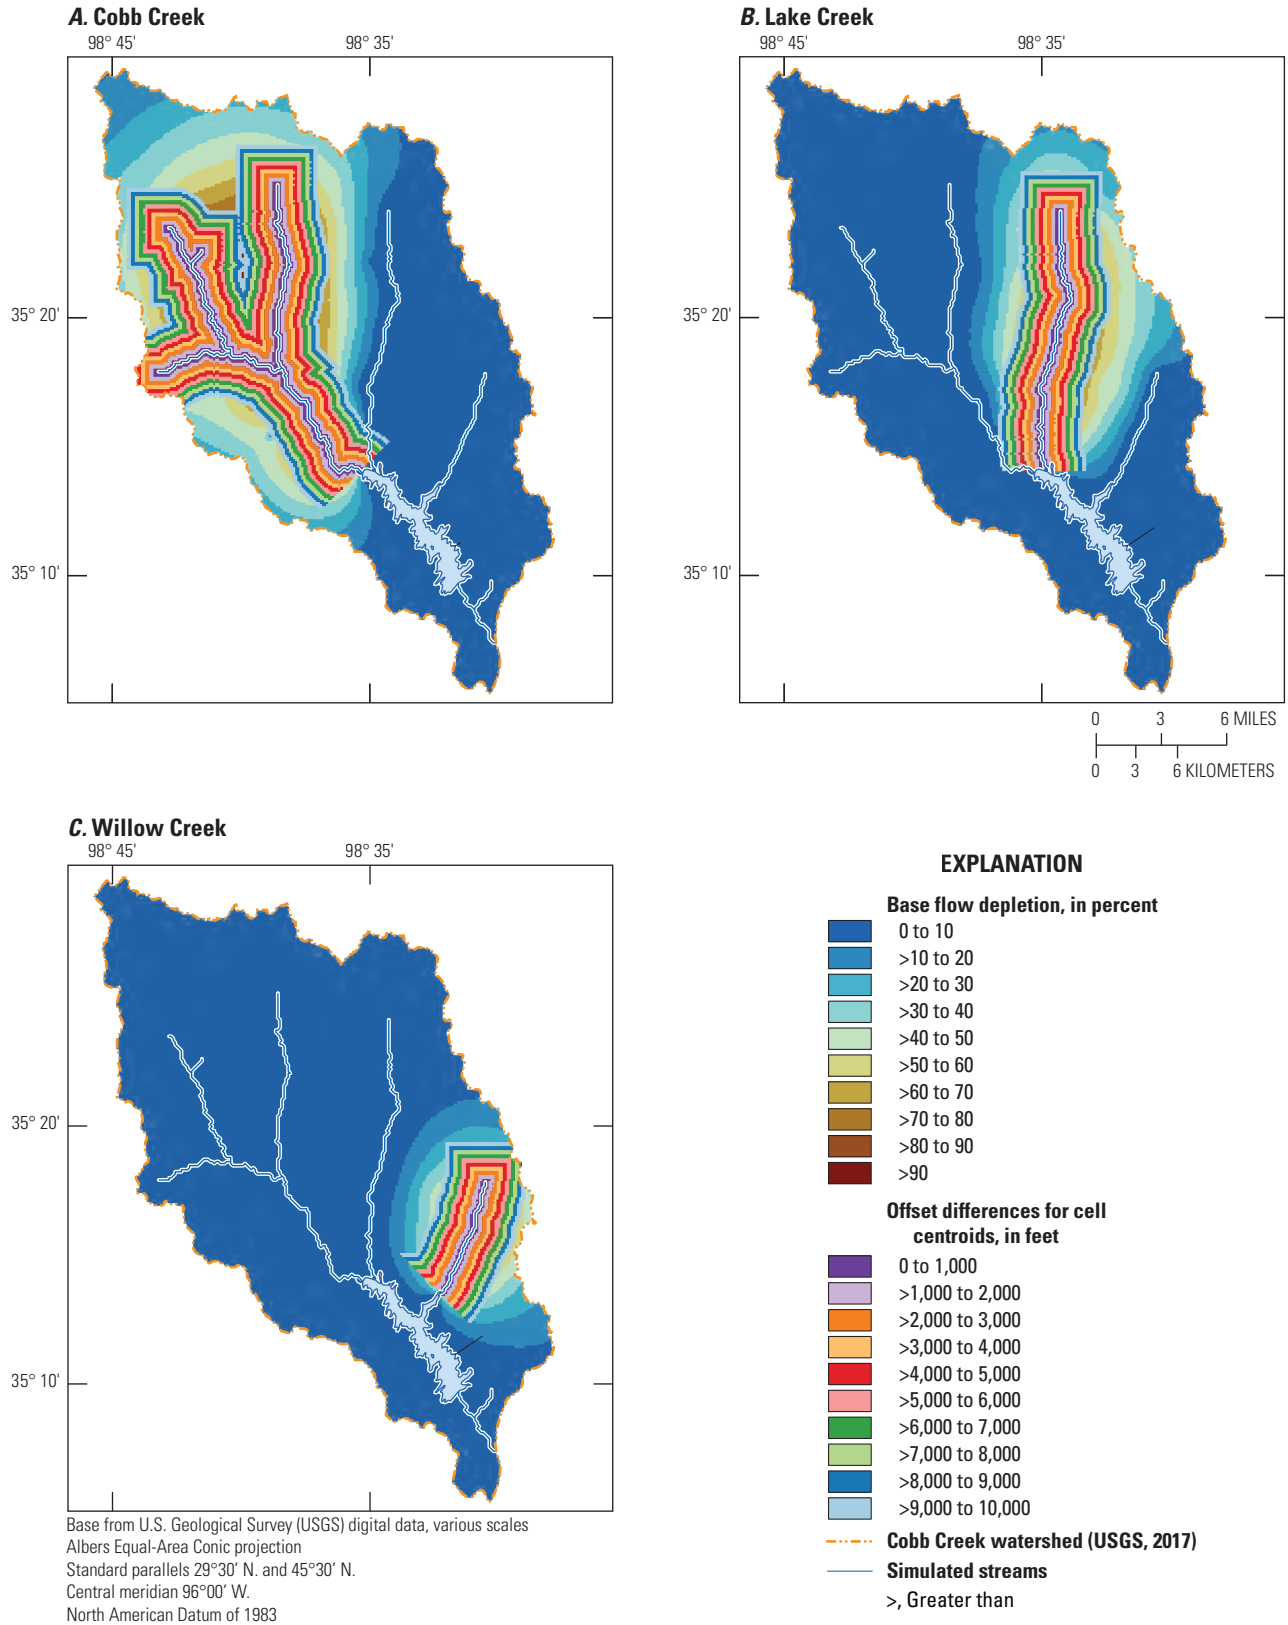 A. Cobb Creek
98° 45'
98° 35'
35° 20'
35° 10'
B. Lake Creek
98° 45'
98° 35'
35° 20'
35° 10'
0 3 6 MILES
0 3 6 KILOMETERS
C. Willow Creek
98° 45'
98° 35'
35° 20'
35° 10'
Base from U.S. Geological Survey (USGS) digital data, various scales
Albers Equal-Area Conic projection
Standard parallels 29°30' N. and 45°30' N.
Central meridian 96°00' W.
North American Datum of 1983
EXPLANATION
Base flow depletion, in percent
0 to 10
>10 to 20
>20 to 30
>30 to 40
>40 to 50
>50 to 60
>60 to 70
>70 to 80
>80 to 90
>90
Offset differences for cell
centroids, in feet
0 to 1,000
>1,000 to 2,000
>2,000 to 3,000
>3,000 to 4,000
>4,000 to 5,000
>5,000 to 6,000
>6,000 to 7,000
>7,000 to 8,000
>8,000 to 9,000
>9,000 to 10,000
Cobb Creek watershed (USGS, 2017)
Simulated streams
>, Greater than